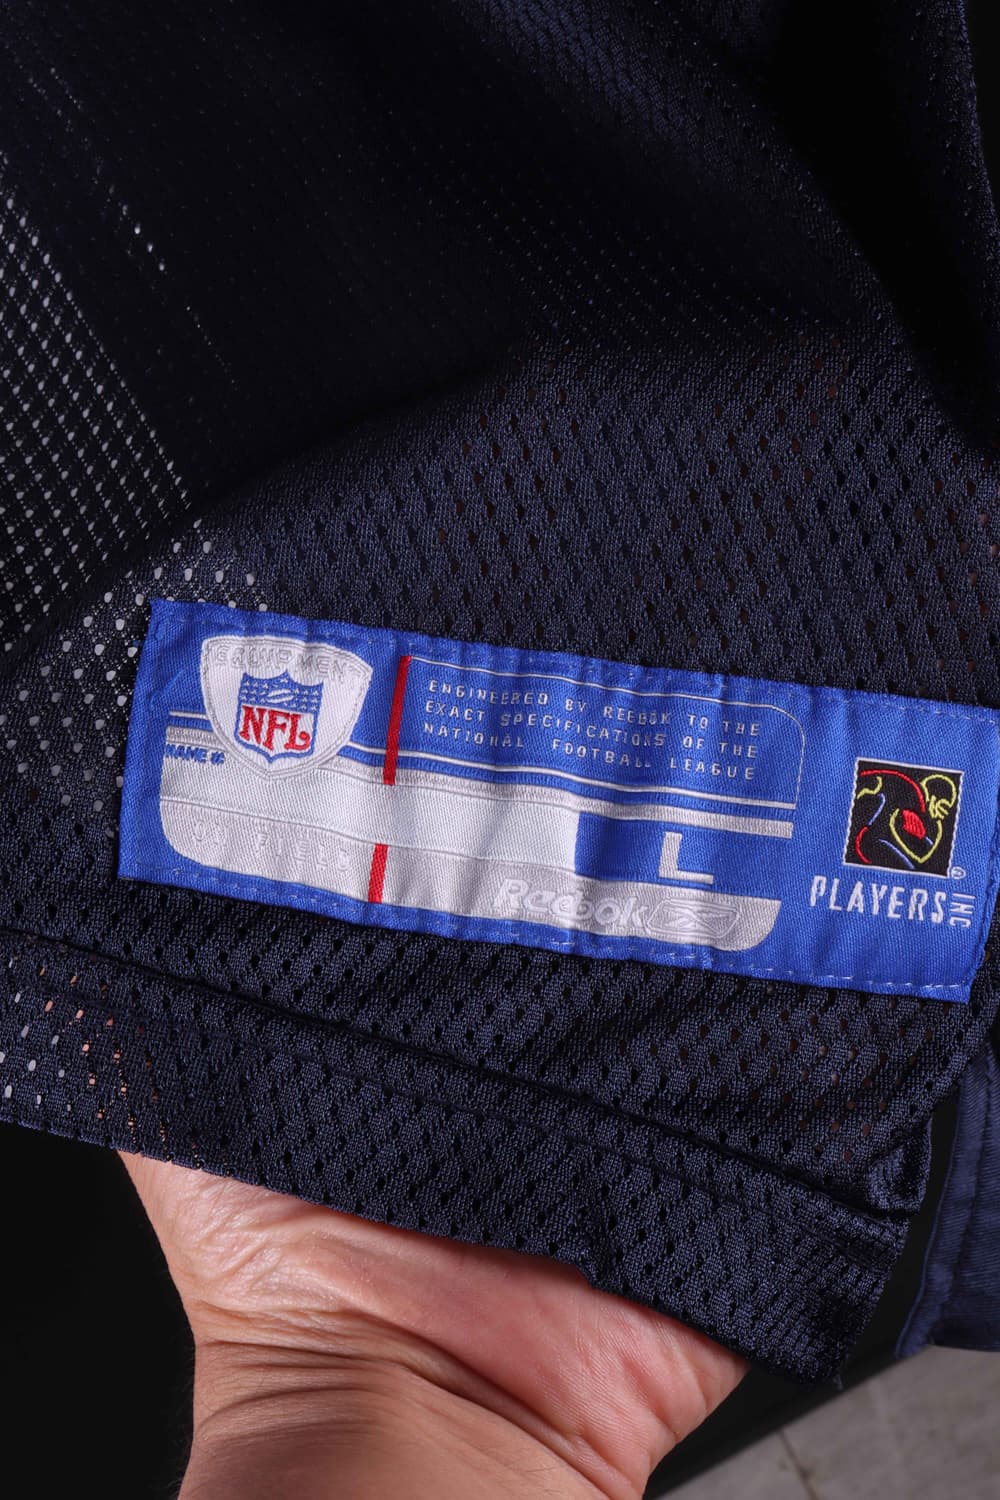 EQUIPMENT
NFL
ENGINEERED BY REEBOK TO THE
EXACT SPECIFICATIONS OF THE
NATIONAL FOOTBALL LEAGUE
NAME #:
ON FIELD
L
Reebok
PLAYERS INC
®